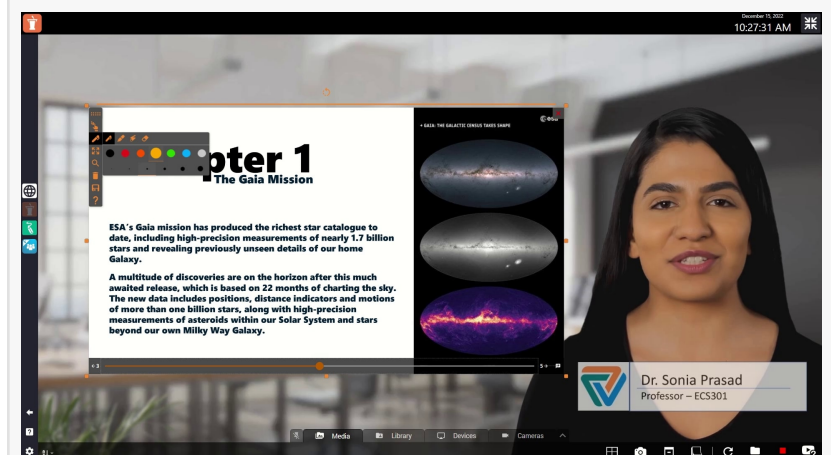 December 15, 2022
10:27:31 AM
esa
→ GAIA: THE GALACTIC CENSUS TAKES SHAPE
pter 1
The Gaia Mission
ESA's Gaia mission has produced the richest star catalogue to
date, including high-precision measurements of nearly 1.7 billion
stars and revealing previously unseen details of our home
Galaxy.
A multitude of discoveries are on the horizon after this much
awaited release, which is based on 22 months of charting the sky.
The new data includes positions, distance indicators and motions
of more than one billion stars, along with high-precision
measurements of asteroids within our Solar System and stars
beyond our own Milky Way Galaxy.
3
5
Dr. Sonia Prasad
Professor – ECS301
Media
Library
Devices
Cameras